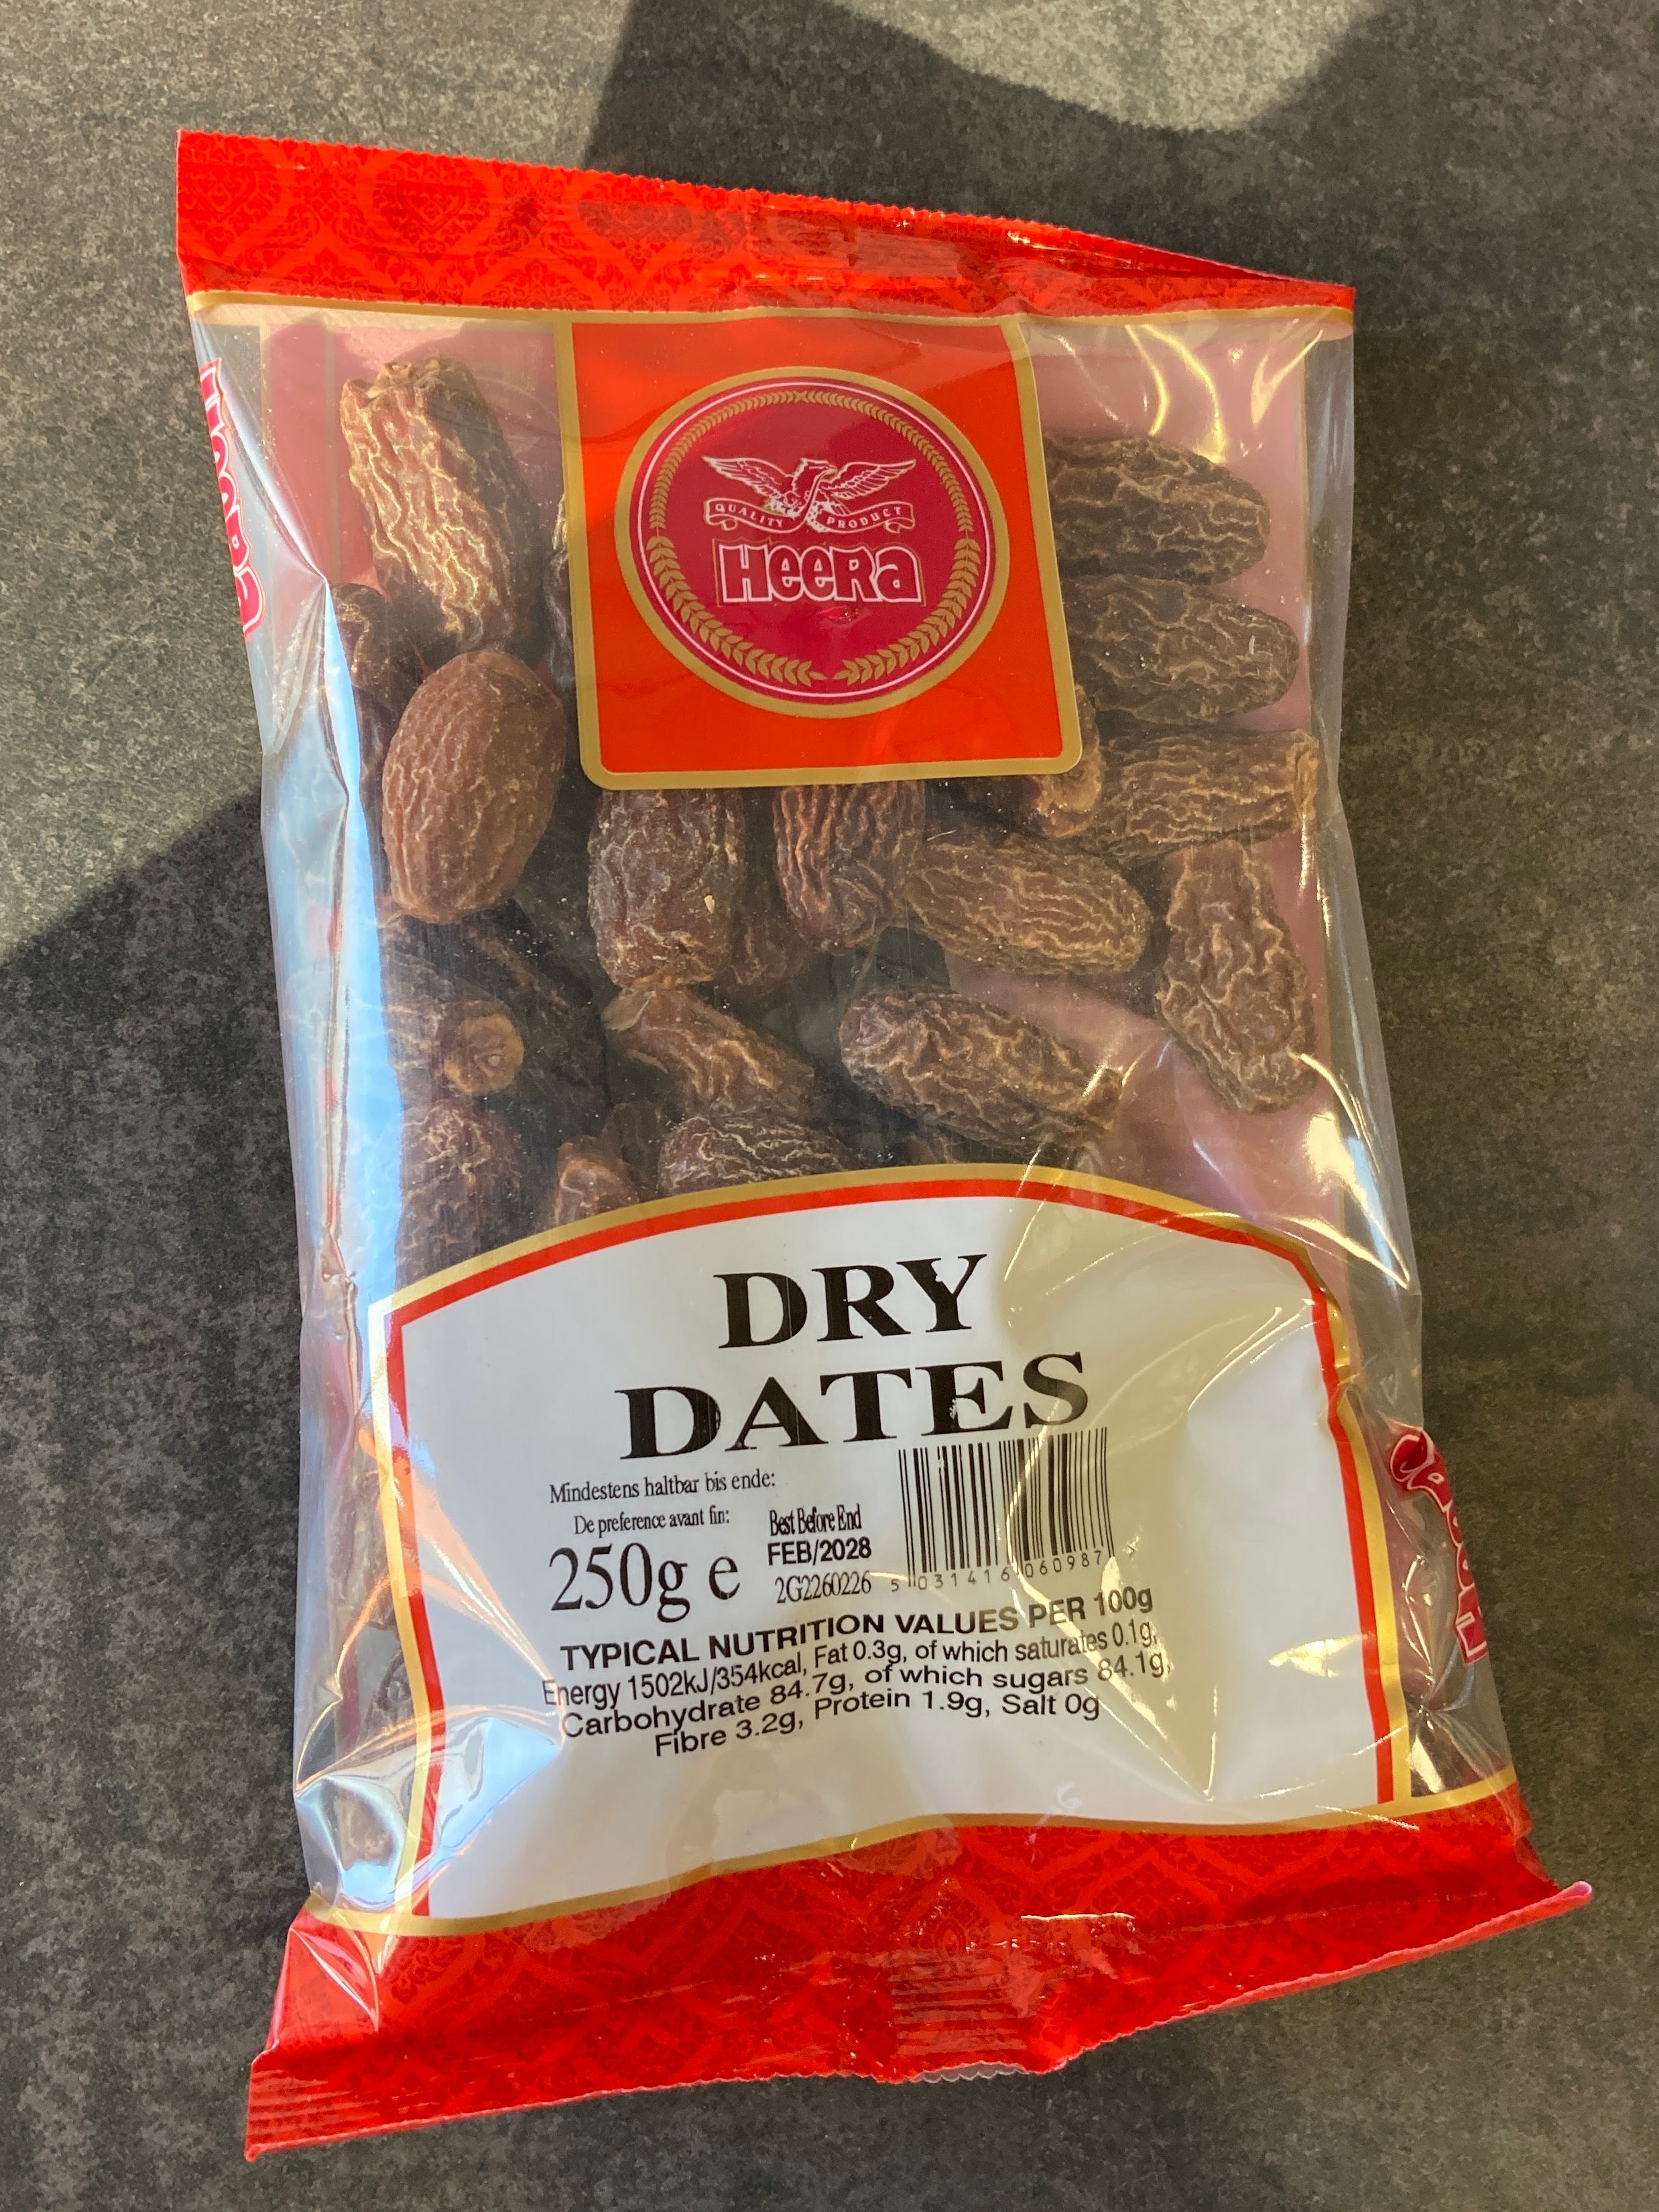 QUALITY PRODUCT
HEERa
HEERa
DRY
DATES
Mindestens haltbar bis ende:
De preference avant fin:
Best Before End
FEB/2028
250g e
2G2260226
5 031416 060987
TYPICAL NUTRITION VALUES PER 100g
Energy 1502kJ/354kcal, Fat 0.3g, of which saturates 0.1g,
Carbohydrate 84.7g, of which sugars 84.1g,
Fibre 3.2g, Protein 1.9g, Salt 0g